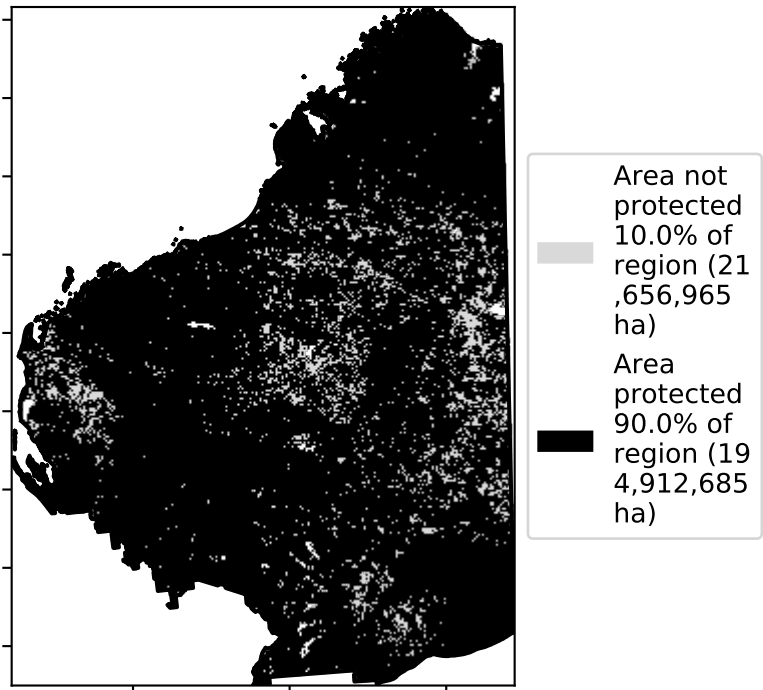 Area not
protected
10.0% of
region (21
,656,965
ha)
Area
protected
90.0% of
region (19
4,912,685
ha)